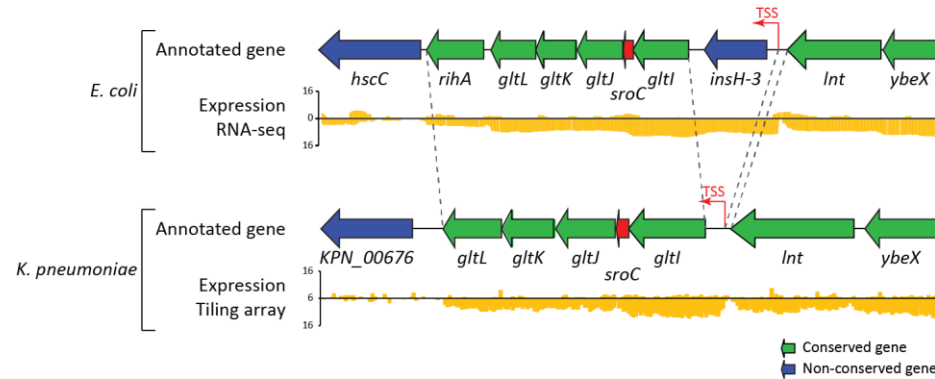 TSS
E. coli
Annotated gene
hscC rihA gltL gltK gltJ sroC gltI insH-3 lnt ybeX
Expression
RNA-seq
16
0
16
TSS
K. pneumoniae
Annotated gene
KPN_00676 gltL gltK gltJ sroC gltI lnt ybeX
Expression
Tiling array
16
6
16
Conserved gene
Non-conserved gene